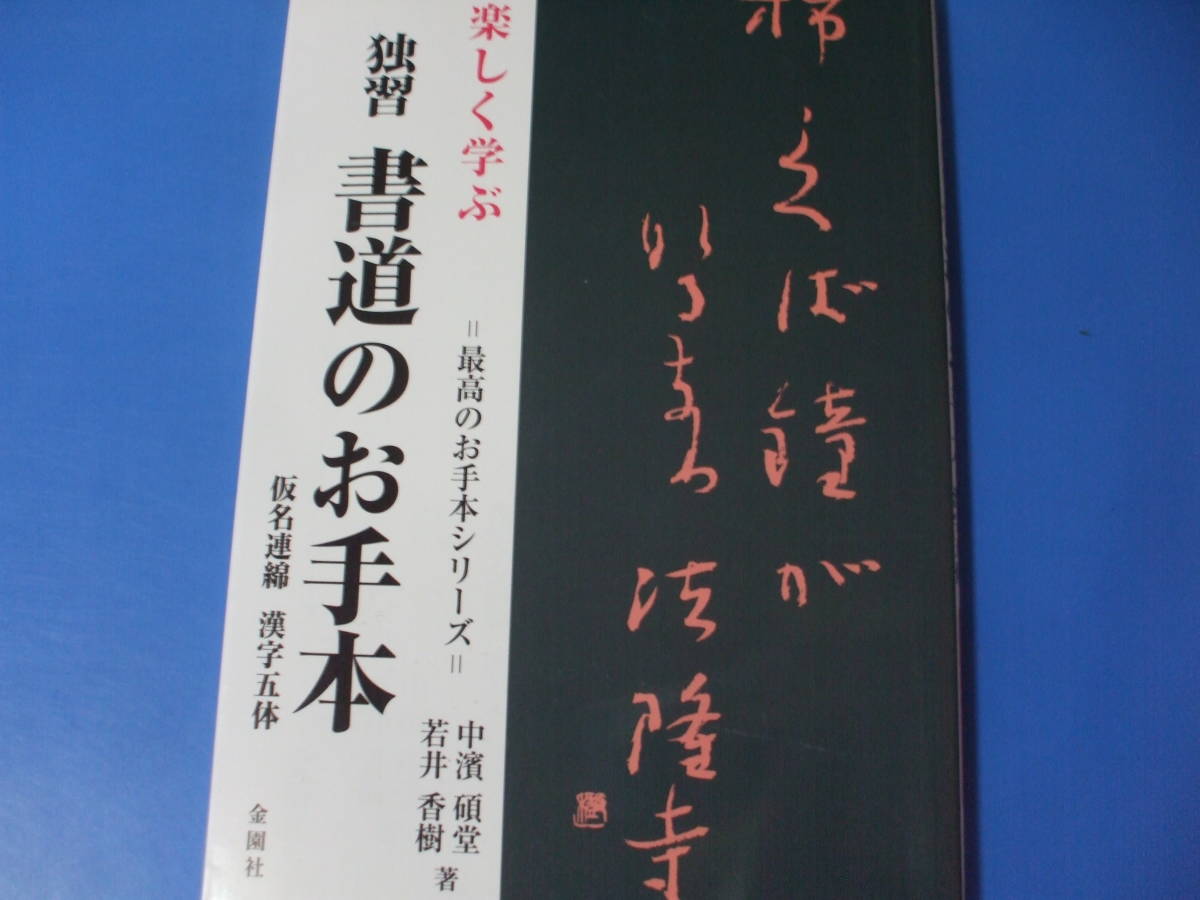 柿くへば鐘が
鳴るなり法隆寺
楽しく学ぶ
＝最高のお手本シリーズ＝
中濱 碩堂
若井 香樹
著
独習 書道のお手本
仮名連綿 漢字五体
金園社